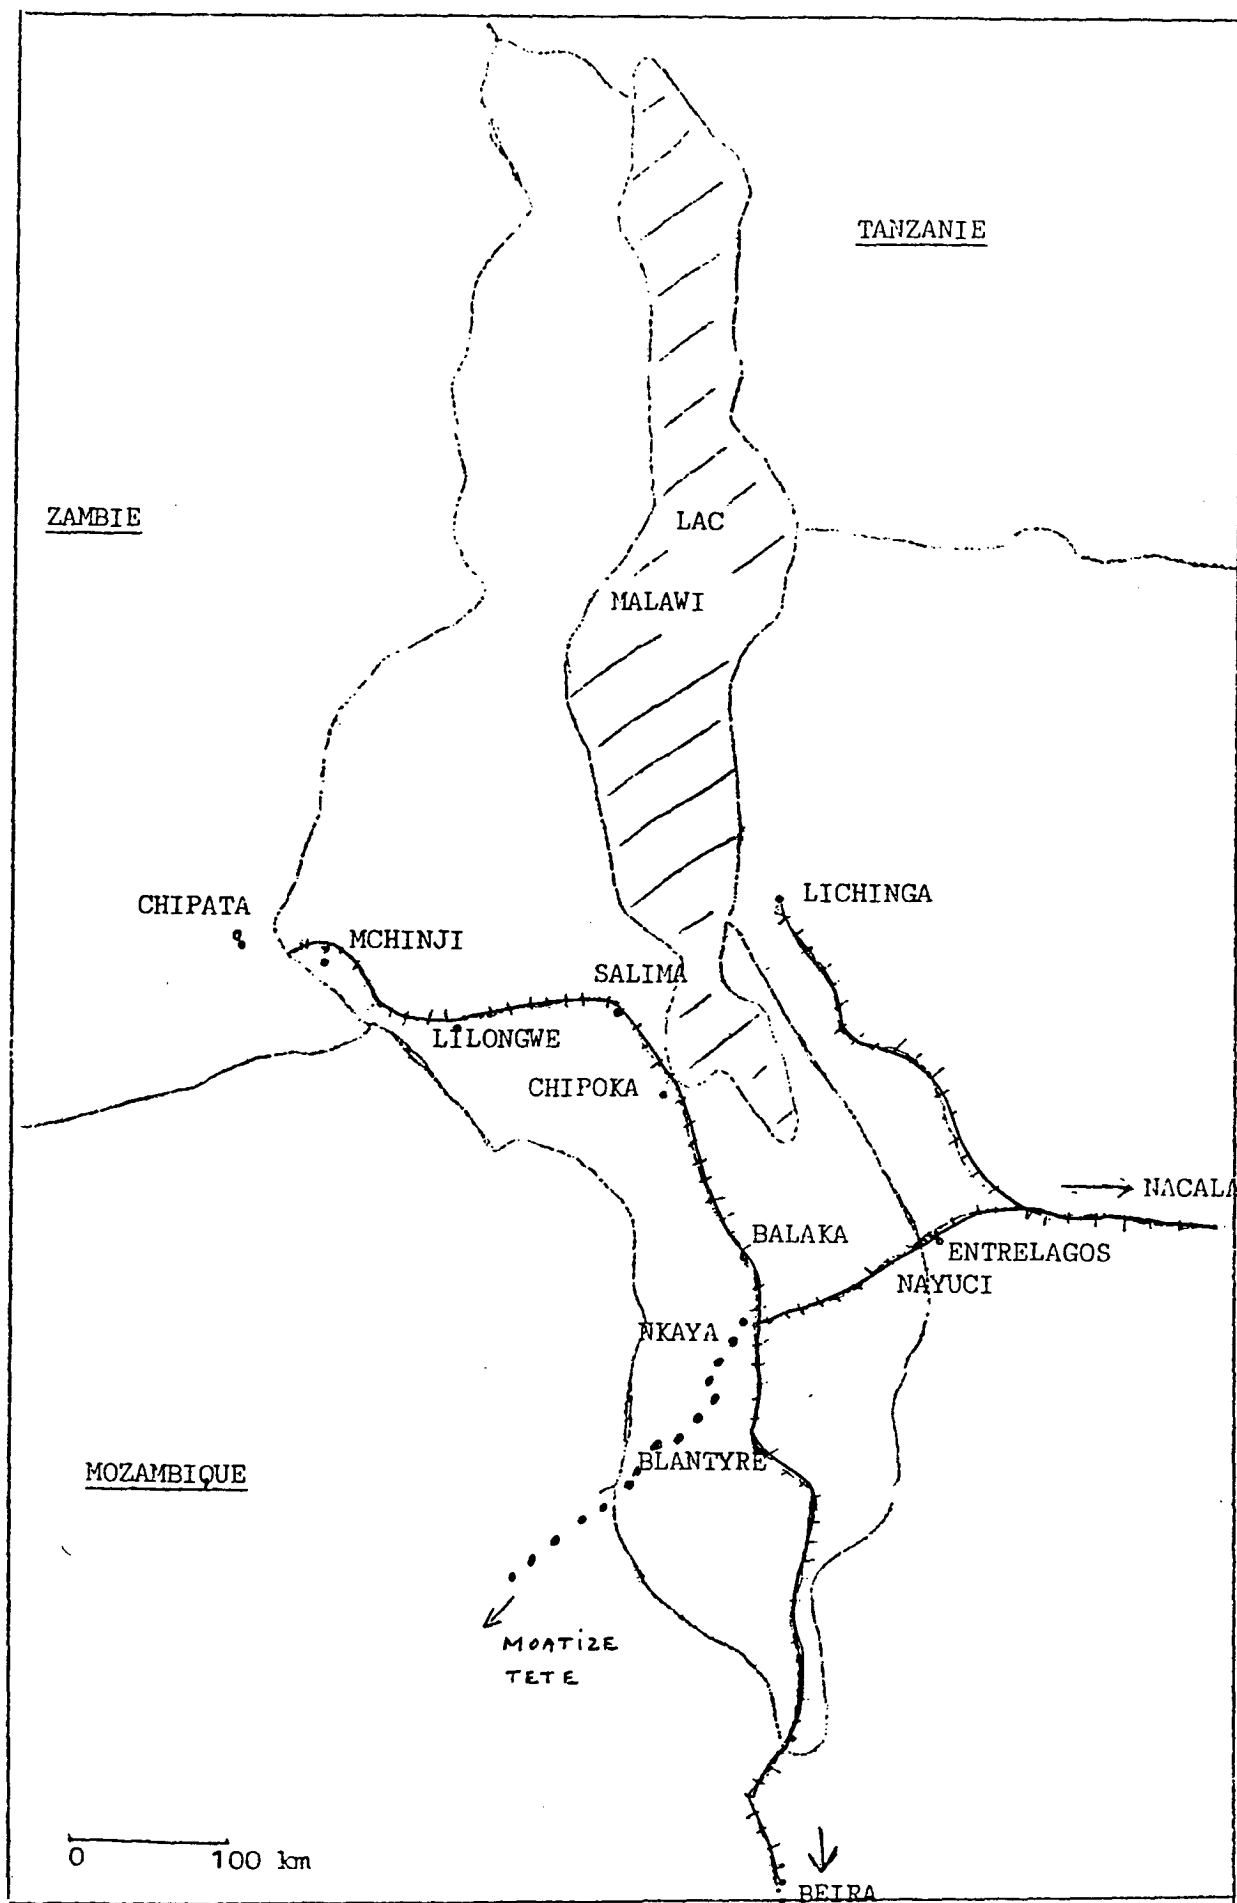 TANZANIE
ZAMBIE
LAC
MALAWI
CHIPATA
LICHINGA
MCHINJI
SALIMA
LILONGWE
CHIPOKA
NACALA
BALAKA
ENTRELAGOS
NAYUCI
NKAYA
BLANTYRE
MOZAMBIQUE
MOATIZE
TETE
0 100 km
BEIRA